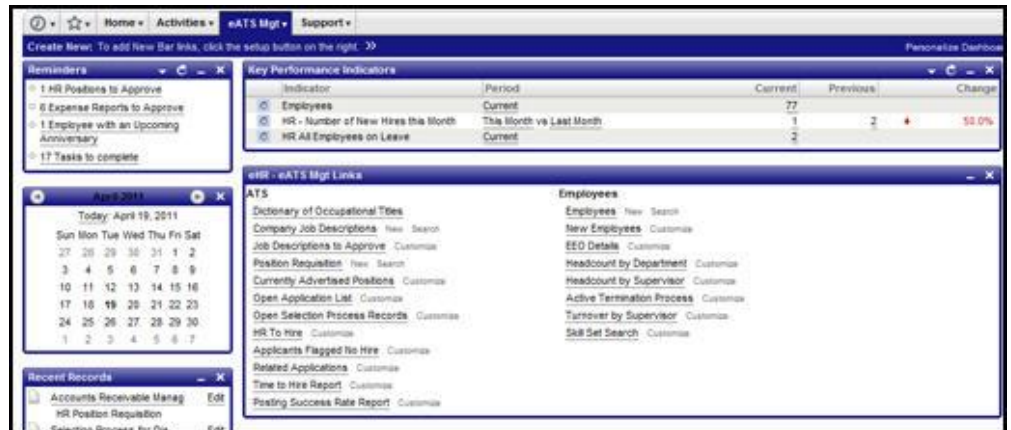 Home Activities eATS Mgt Support
Create New: To add New Bar links, click the setup button on the right. >>
Personalize Dashboar
Reminders
1 HR Positions to Approve
6 Expense Reports to Approve
1 Employee with an Upcoming
Anniversary
17 Tasks to complete
April 2011
Today: April 19, 2011
Sun Mon Tue Wed Thu Fri Sat
27 28 29 30 31 1 2
3 4 5 6 7 8 9
10 11 12 13 14 15 16
17 18 19 20 21 22 23
24 25 26 27 28 29 30
1 2 3 4 5 6 7
Recent Records
Accounts Receivable Manag Edit
HR Position Requisition
Selection Process for Dis Edit
Key Performance Indicators
Indicator Period Current Previous Change
Employees Current 77
HR - Number of New Hires this Month This Month vs Last Month 1 2 50.0%
HR All Employees on Leave Current 2
eHR - eATS Mgt Links
ATS
Dictionary of Occupational Titles
Company Job Descriptions New Search
Job Descriptions to Approve Customize
Position Requisition New Search
Currently Advertised Positions Customize
Open Application List Customize
Open Selection Process Records Customize
HR To Hire Customize
Applicants Flagged No Hire Customize
Related Applications Customize
Time to Hire Report Customize
Posting Success Rate Report Customize
Employees
Employees New Search
New Employees Customize
EEO Details Customize
Headcount by Department Customize
Headcount by Supervisor Customize
Active Termination Process Customize
Turnover by Supervisor Customize
Skill Set Search Customize